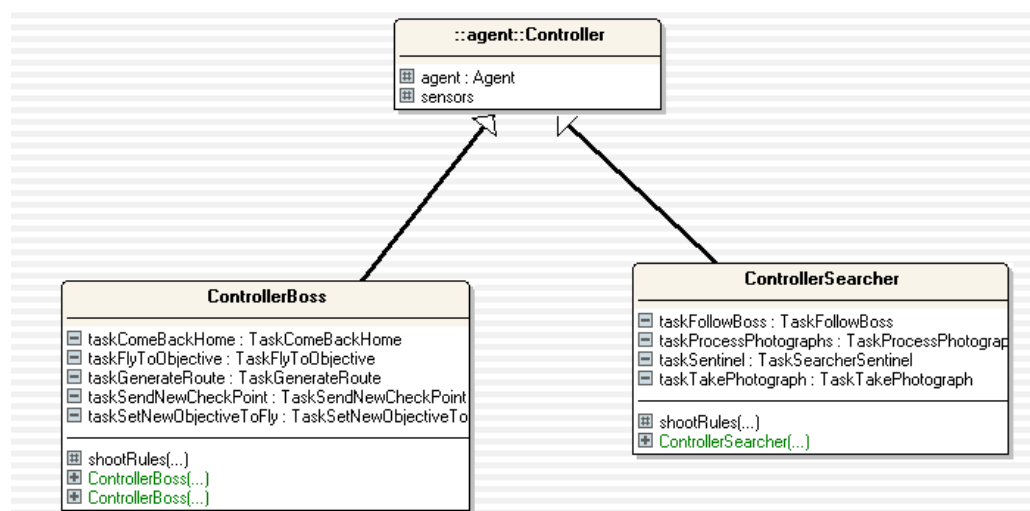 ::agent::Controller
agent : Agent
sensors
ControllerBoss
taskComeBackHome : TaskComeBackHome
taskFlyToObjective : TaskFlyToObjective
taskGenerateRoute : TaskGenerateRoute
taskSendNewCheckPoint : TaskSendNewCheckPoint
taskSetNewObjectiveToFly : TaskSetNewObjectiveTo
shootRules(...)
ControllerBoss(...)
ControllerBoss(...)
ControllerSearcher
taskFollowBoss : TaskFollowBoss
taskProcessPhotographs : TaskProcessPhotograp
taskSentinel : TaskSearcherSentinel
taskTakePhotograph : TaskTakePhotograph
shootRules(...)
ControllerSearcher(...)